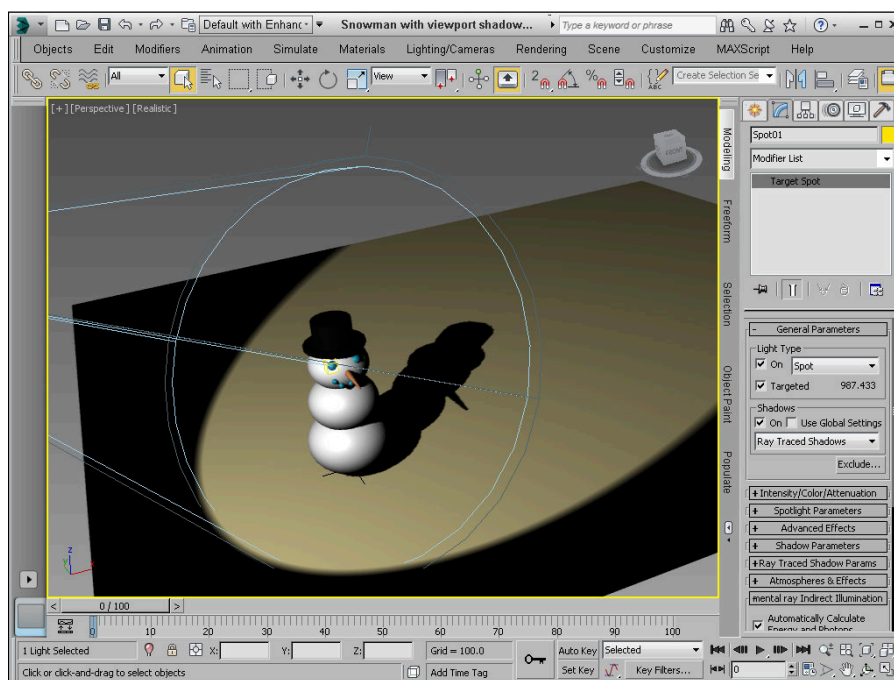 Default with Enhanc
Snowman with viewport shadow...
Type a keyword or phrase
Objects Edit Modifiers Animation Simulate Materials Lighting/Cameras Rendering Scene Customize MAXScript Help
All
View
2
%
ABC
Create Selection Se
[+] [Perspective] [Realistic]
FRONT
Modelling
Freeform
Selection
Object Paint
Populate
Spot01
Modifier List
Target Spot
- General Parameters
Light Type
On Spot
Targeted 987.433
Shadows
On Use Global Settings
Ray Traced Shadows
Exclude...
+ Intensity/Color/Attenuation
+ Spotlight Parameters
+ Advanced Effects
+ Shadow Parameters
+ Ray Traced Shadow Params
+ Atmospheres & Effects
mental ray Indirect Illumination
Automatically Calculate
Energy and Photons
z
y
x
< 0 / 100 >
0 10 20 30 40 50 60 70 80 90 100
1 Light Selected X: Y: Z: Grid = 100.0 Auto Key Selected
Click or click-and-drag to select objects Add Time Tag Set Key Key Filters... 0